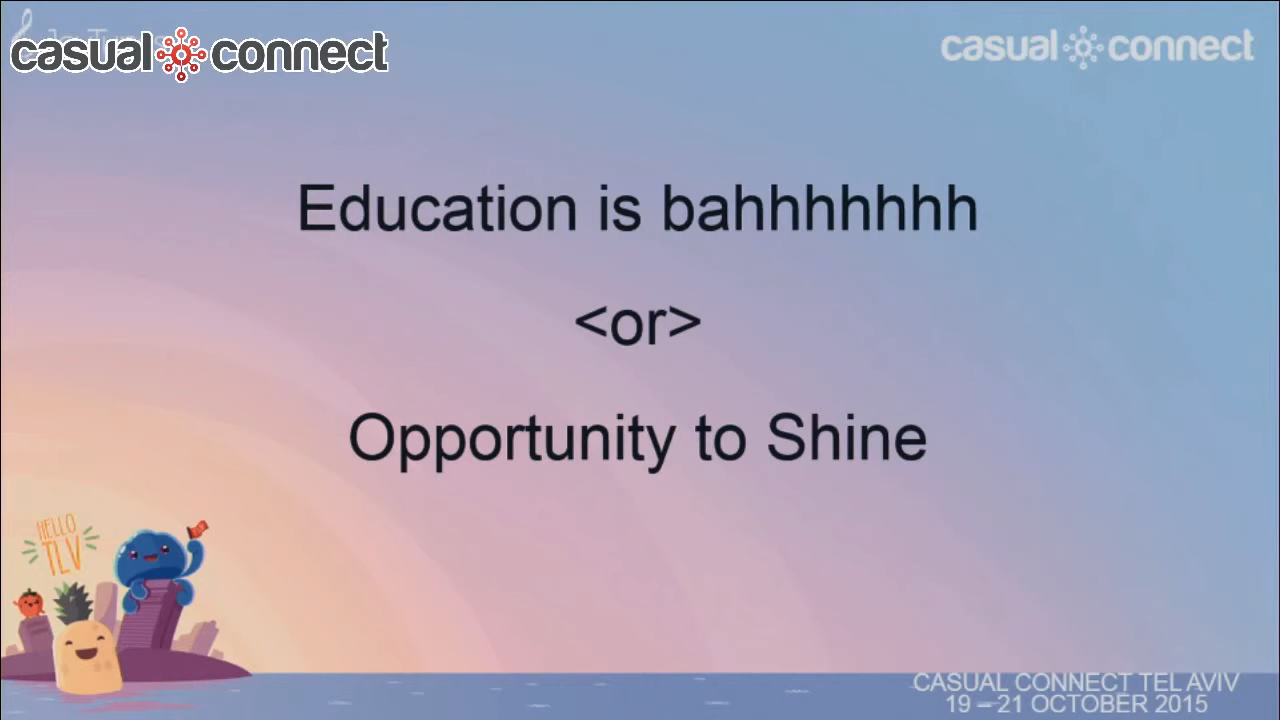 casual connect
casual connect
Education is bahhhhhhh
<or>
Opportunity to Shine
HELLO
TLV
CASUAL CONNECT TEL AVIV
19 – 21 OCTOBER 2015